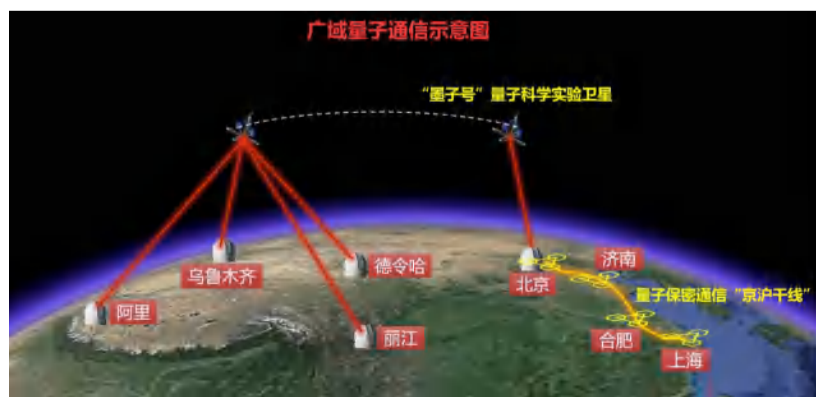 广域量子通信示意图
“墨子号”量子科学实验卫星
乌鲁木齐
德令哈
北京
济南
阿里
量子保密通信“京沪干线”
丽江
合肥
上海